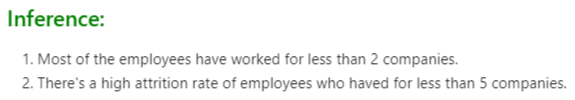 Inference:
1. Most of the employees have worked for less than 2 companies.
2. There's a high attrition rate of employees who haved for less than 5 companies.